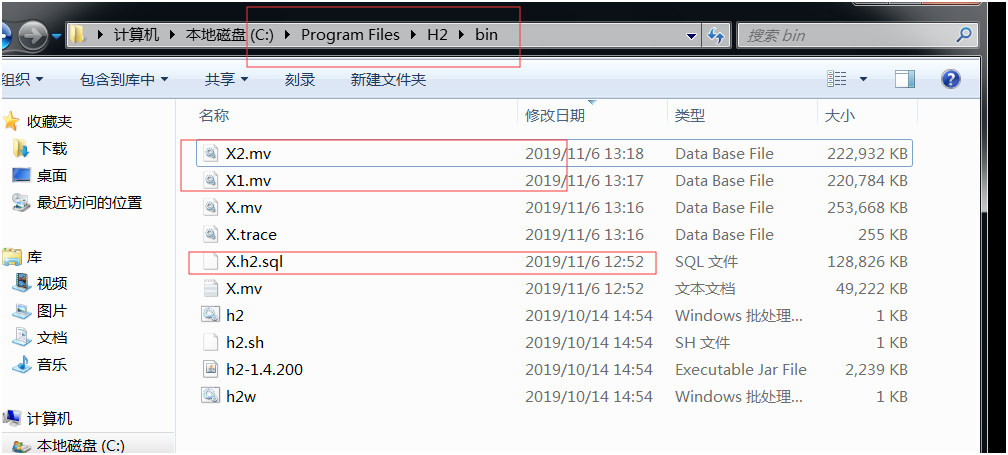 计算机 本地磁盘 (C:) Program Files H2 bin 搜索 bin
组织 包含到库中 共享 刻录 新建文件夹
名称 修改日期 类型 大小
收藏夹
下载
桌面
最近访问的位置
库
视频
图片
文档
音乐
计算机
本地磁盘 (C:)
X2.mv 2019/11/6 13:18 Data Base File 222,932 KB
X1.mv 2019/11/6 13:17 Data Base File 220,784 KB
X.mv 2019/11/6 13:16 Data Base File 253,668 KB
X.trace 2019/11/6 13:16 Data Base File 255 KB
X.h2.sql 2019/11/6 12:52 SQL 文件 128,826 KB
X.mv 2019/11/6 12:52 文本文档 49,222 KB
h2 2019/10/14 14:54 Windows 批处理... 1 KB
h2.sh 2019/10/14 14:54 SH 文件 1 KB
h2-1.4.200 2019/10/14 14:54 Executable Jar File 2,239 KB
h2w 2019/10/14 14:54 Windows 批处理... 1 KB